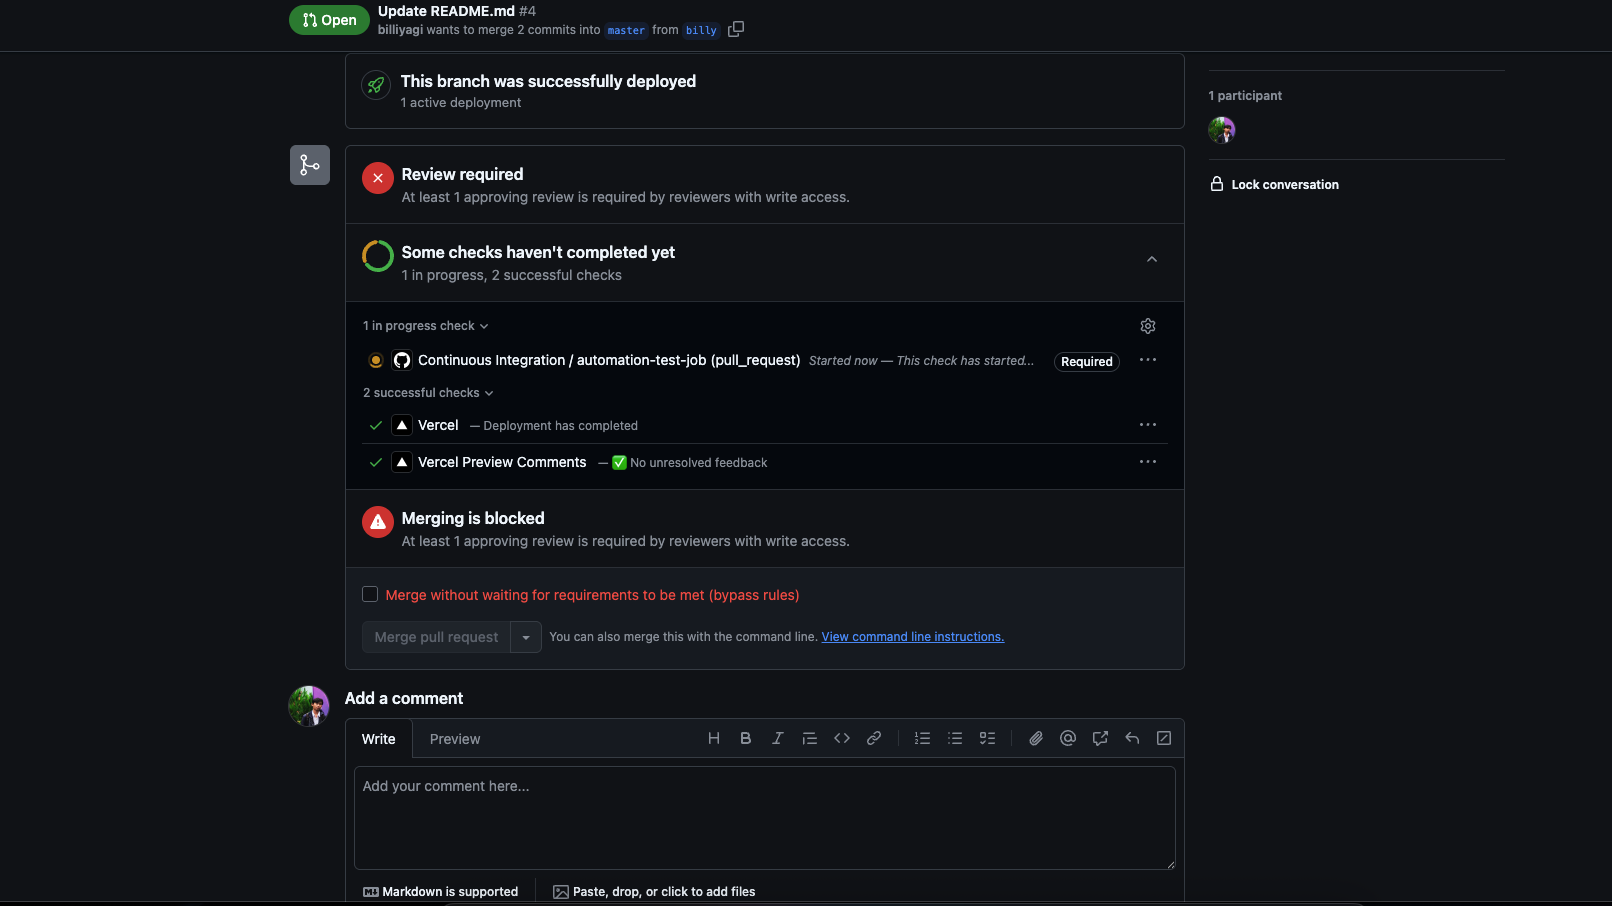 Open
Update README.md #4
billiyagi wants to merge 2 commits into master from billy
This branch was successfully deployed
1 active deployment
1 participant
Lock conversation
Review required
At least 1 approving review is required by reviewers with write access.
Some checks haven't completed yet
1 in progress, 2 successful checks
1 in progress check
Continuous Integration / automation-test-job (pull_request) Started now — This check has started... Required
2 successful checks
Vercel — Deployment has completed
Vercel Preview Comments — ✅ No unresolved feedback
Merging is blocked
At least 1 approving review is required by reviewers with write access.
Merge without waiting for requirements to be met (bypass rules)
Merge pull request
You can also merge this with the command line. View command line instructions.
Add a comment
Write Preview
Add your comment here...
Markdown is supported
Paste, drop, or click to add files